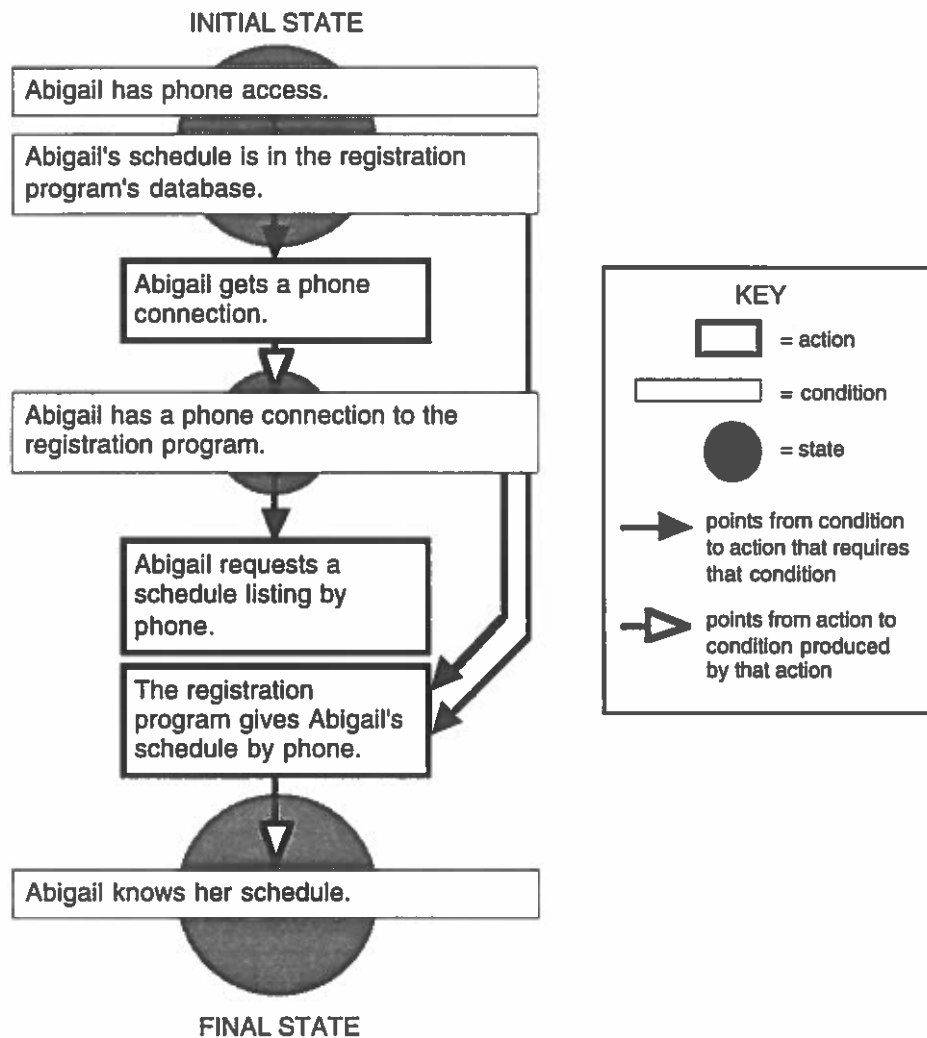 INITIAL STATE
Abigail has phone access.
Abigail's schedule is in the registration
program's database.
Abigail gets a phone
connection.
Abigail has a phone connection to the
registration program.
Abigail requests a
schedule listing by
phone.
The registration
program gives Abigail's
schedule by phone.
Abigail knows her schedule.
FINAL STATE
KEY
= action
= condition
= state
points from condition
to action that requires
that condition
points from action to
condition produced
by that action